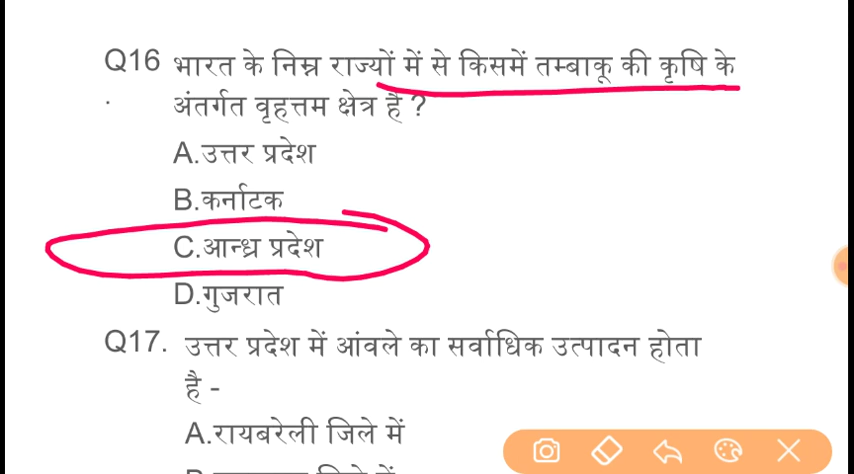 Q16 भारत के निम्न राज्यों में से किसमें तम्बाकू की कृषि के
. अंतर्गत वृहत्तम क्षेत्र है ?
A.उत्तर प्रदेश
B.कर्नाटक
C.आन्ध्र प्रदेश
D.गुजरात
Q17. उत्तर प्रदेश में आंवले का सर्वाधिक उत्पादन होता
है -
A.रायबरेली जिले में